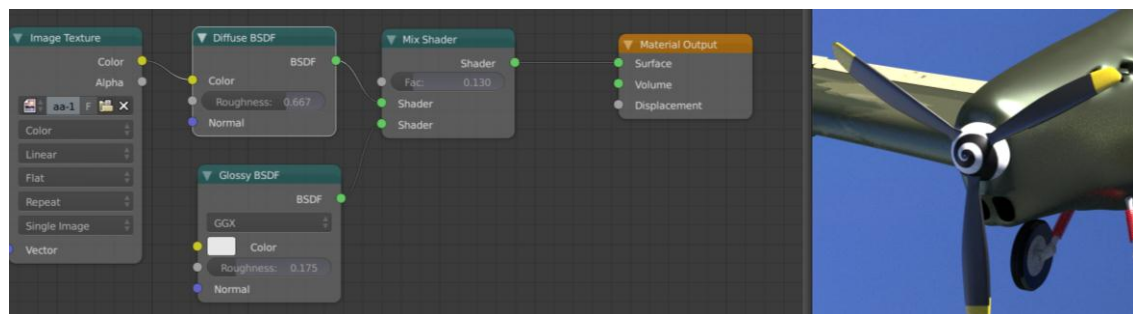 Image Texture
Color
Alpha
aa-1 F
Color
Linear
Flat
Repeat
Single Image
Vector
Diffuse BSDF
BSDF
Color
Roughness: 0.667
Normal
Glossy BSDF
BSDF
GGX
Color
Roughness: 0.175
Normal
Mix Shader
Shader
Fac: 0.130
Shader
Shader
Material Output
Surface
Volume
Displacement